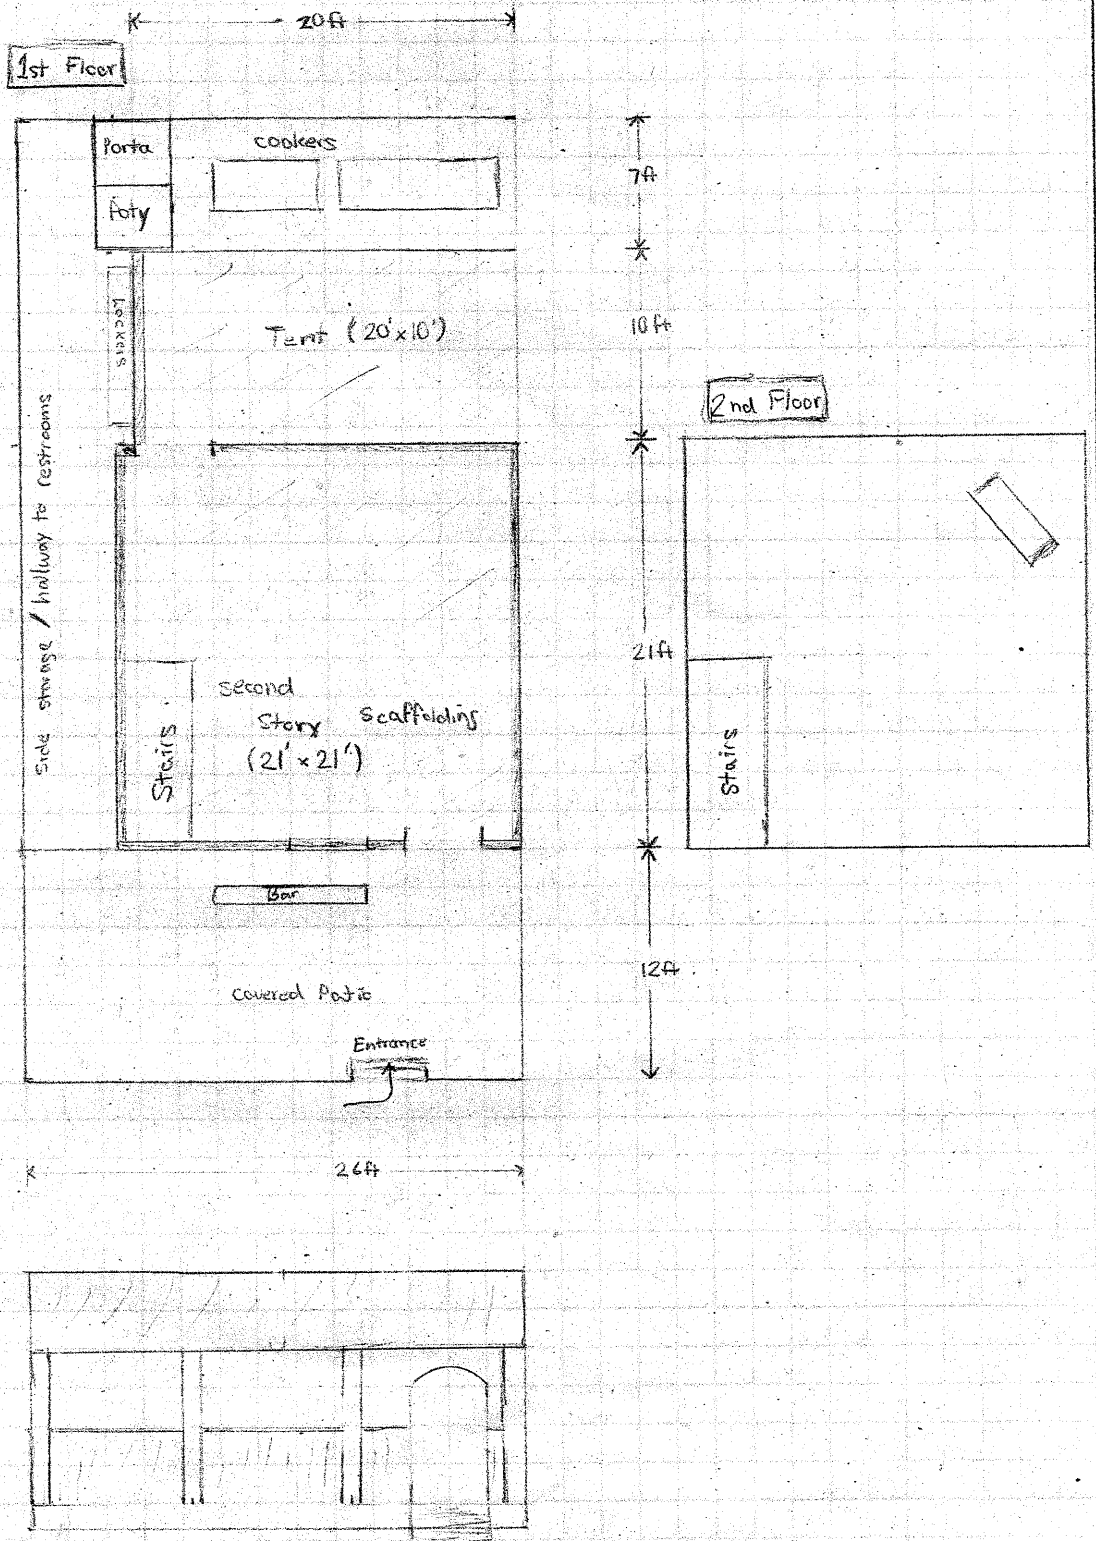 20ft
1st Floor
Porta
Poty
cookers
7ft
Lockers
Tent (20'x10')
10ft
2nd Floor
Side storage / hallway to restrooms
21ft
Stairs
second
Story scaffolding
(21' x 21')
Stairs
Bar
12ft
Covered Patio
Entrance
26ft